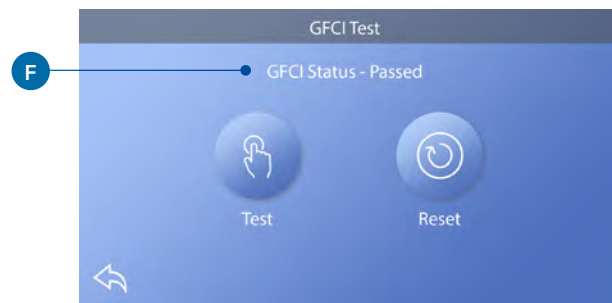 GFCI Test
F
GFCI Status - Passed
Test
Reset